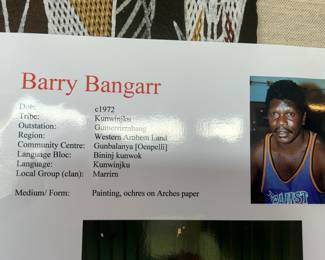 Barry Bangarr
Dob: c1972
Tribe: Kunwinjku
Outstation:
Region: Western Arnhem Land
Community Centre: Gunbalanya [Oenpelli]
Language Bloc: Bininj kunwok
Language: Kunwinjku
Local Group (clan): Marrirn
Medium/ Form: Painting, ochres on Arches paper